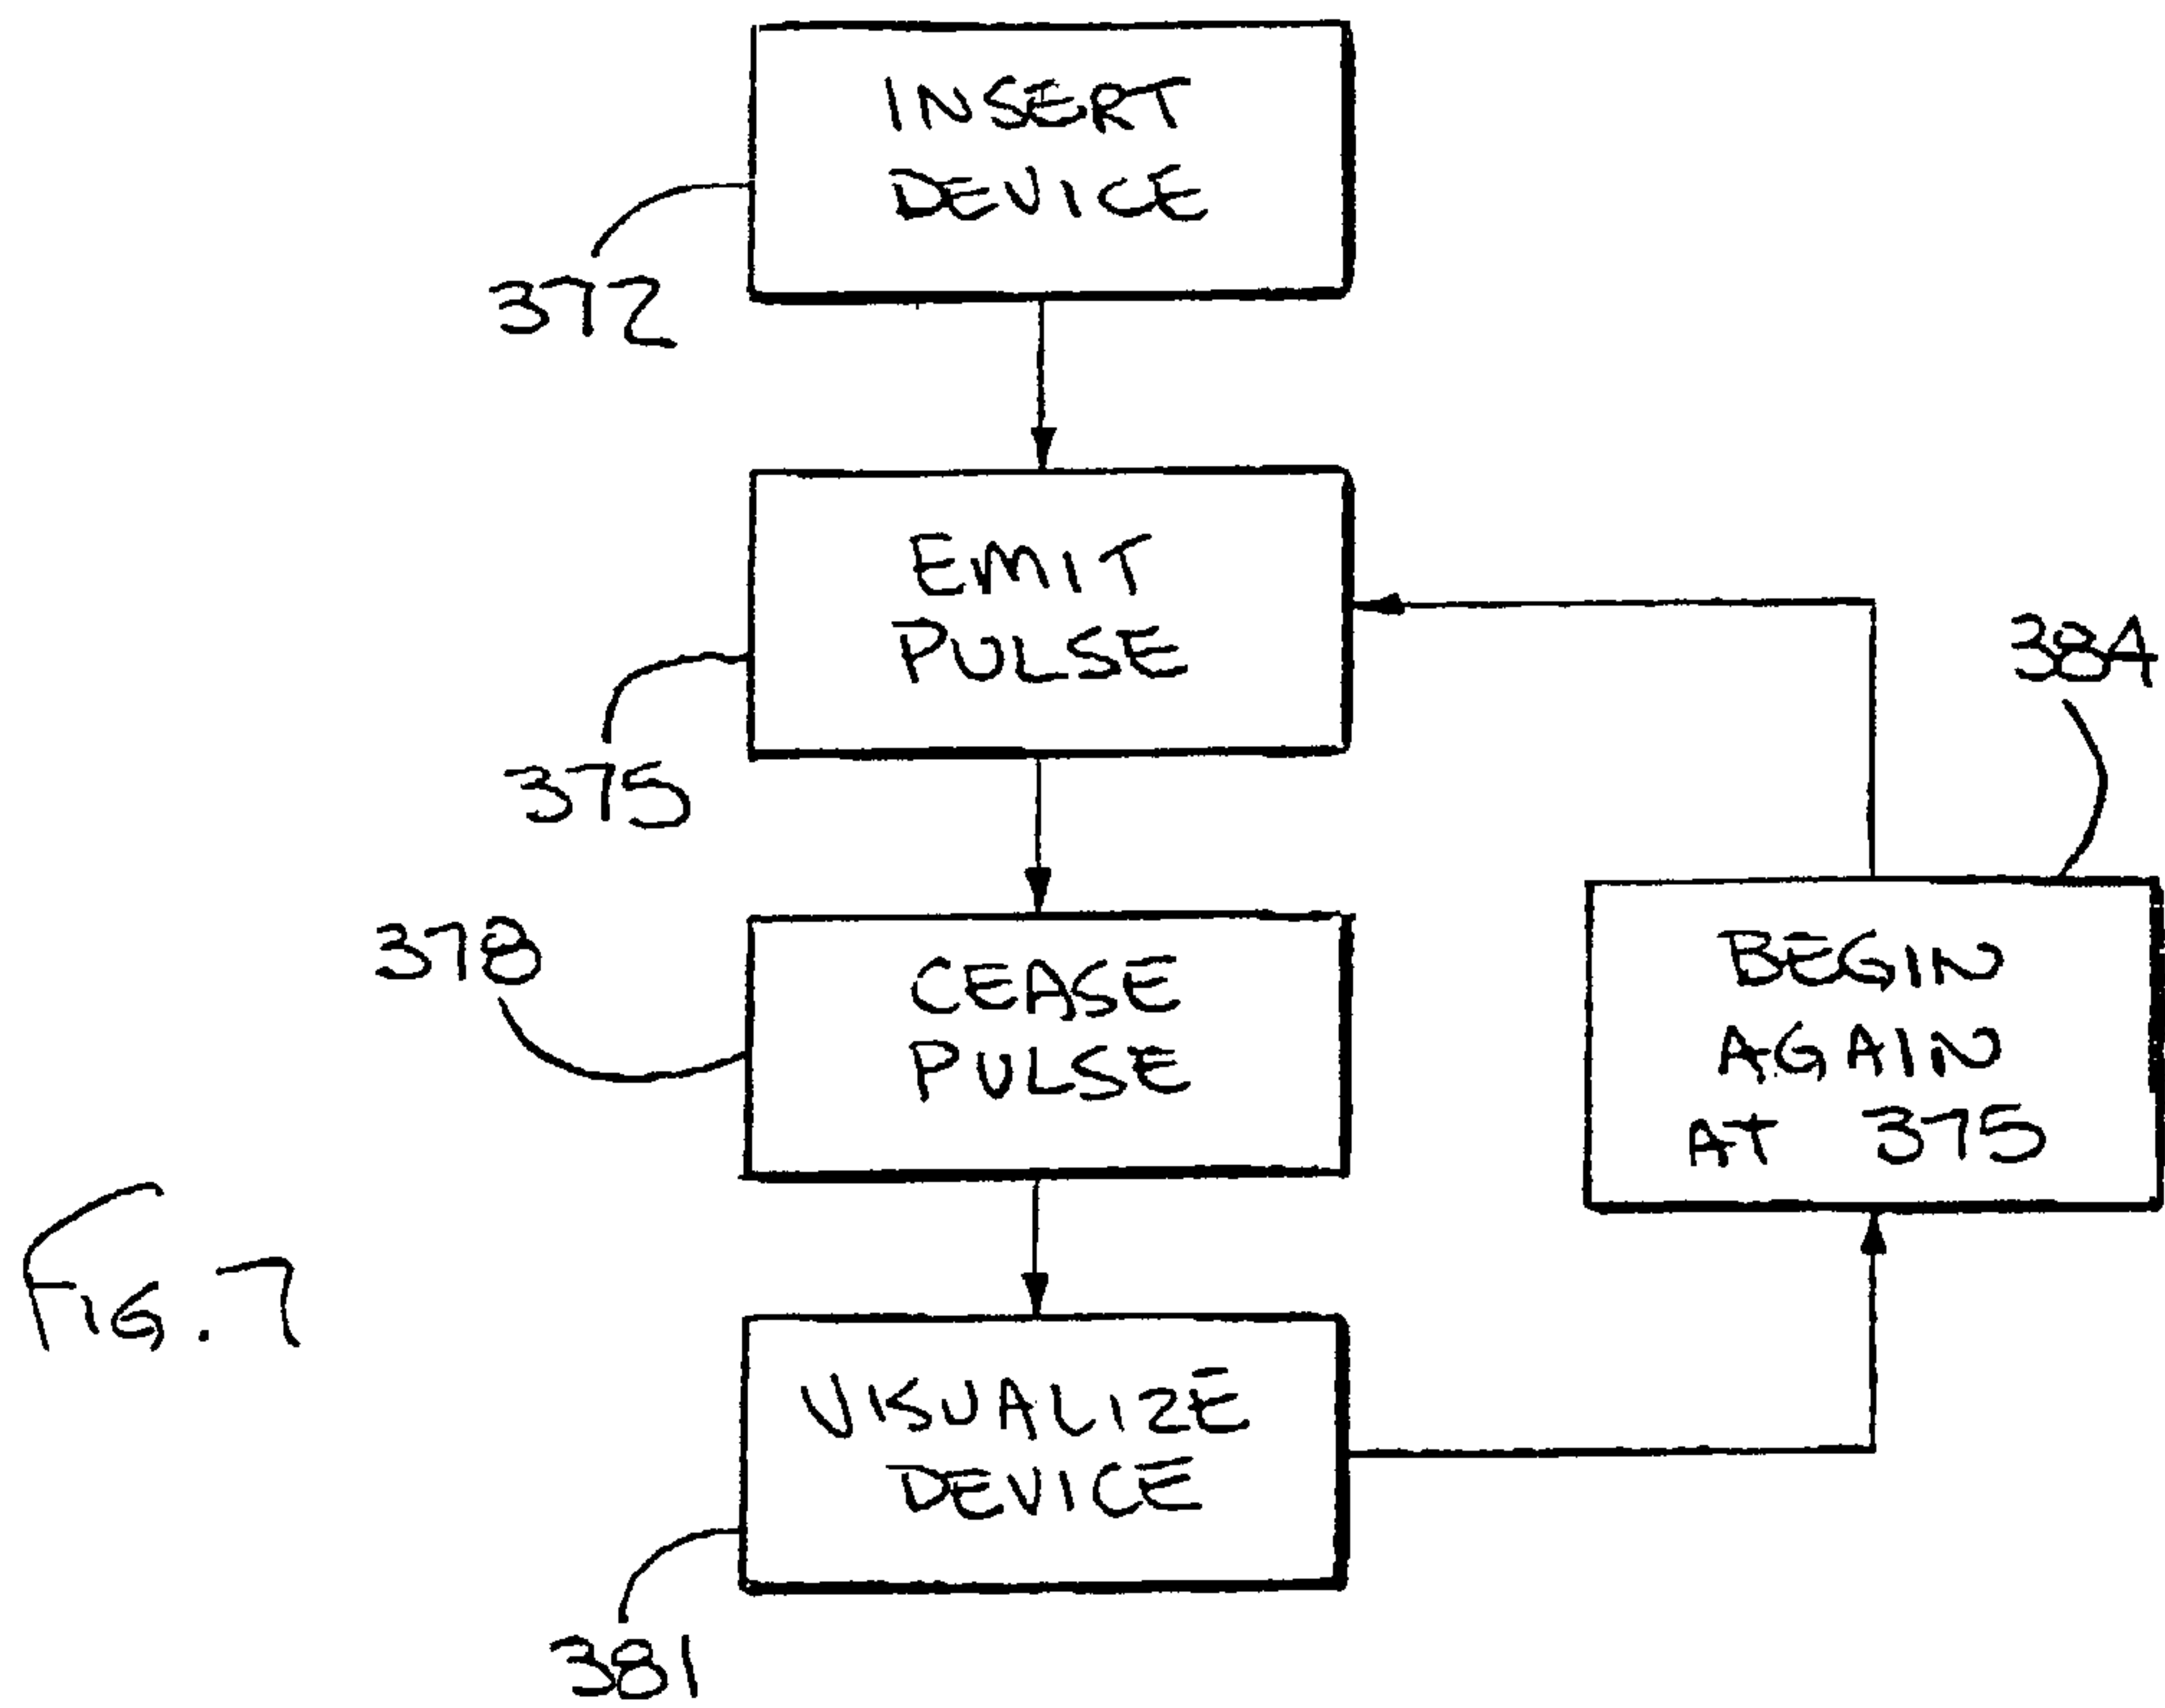 INSERT
DEVICE
372
EMIT
PULSE
375
384
378
CEASE
PULSE
BEGIN
AGAIN
AT 375
FIG. 7
VISUALIZE
DEVICE
381